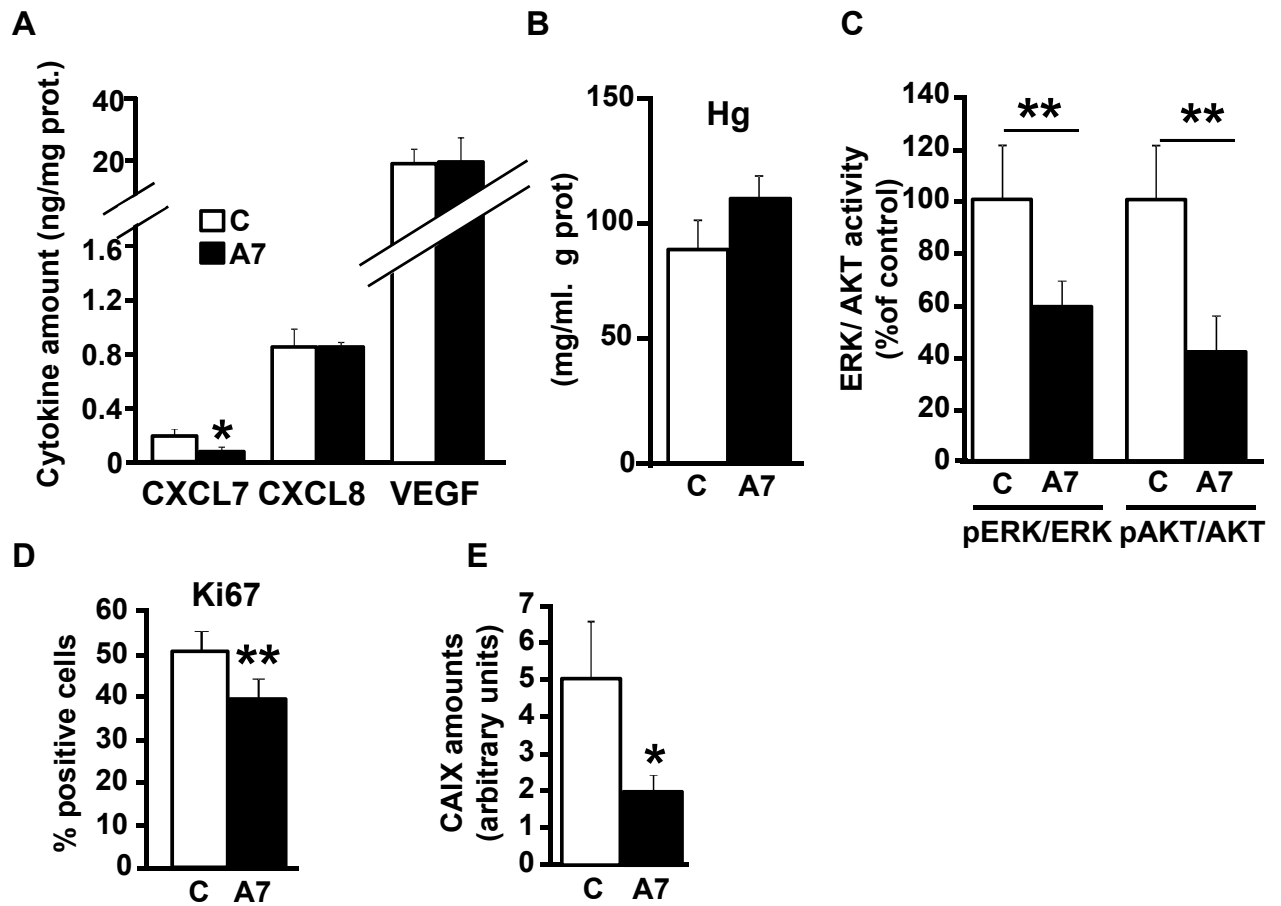 A
Cytokine amount (ng/mg prot.)
40
20
1.6
1.2
0.8
0.4
0
C
A7
*
CXCL7 CXCL8 VEGF
B
Hg
(mg/ml. g prot)
150
100
50
0
C A7
C
ERK/ AKT activity
(%of control)
140
120
100
80
60
40
20
0
** **
C A7 C A7
pERK/ERK pAKT/AKT
D
Ki67
% positive cells
60
50
40
30
20
10
0
**
C A7
E
CAIX amounts
(arbitrary units)
7
6
5
4
3
2
1
0
*
C A7